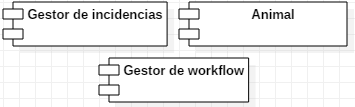 Gestor de incidencias
Animal
Gestor de workflow